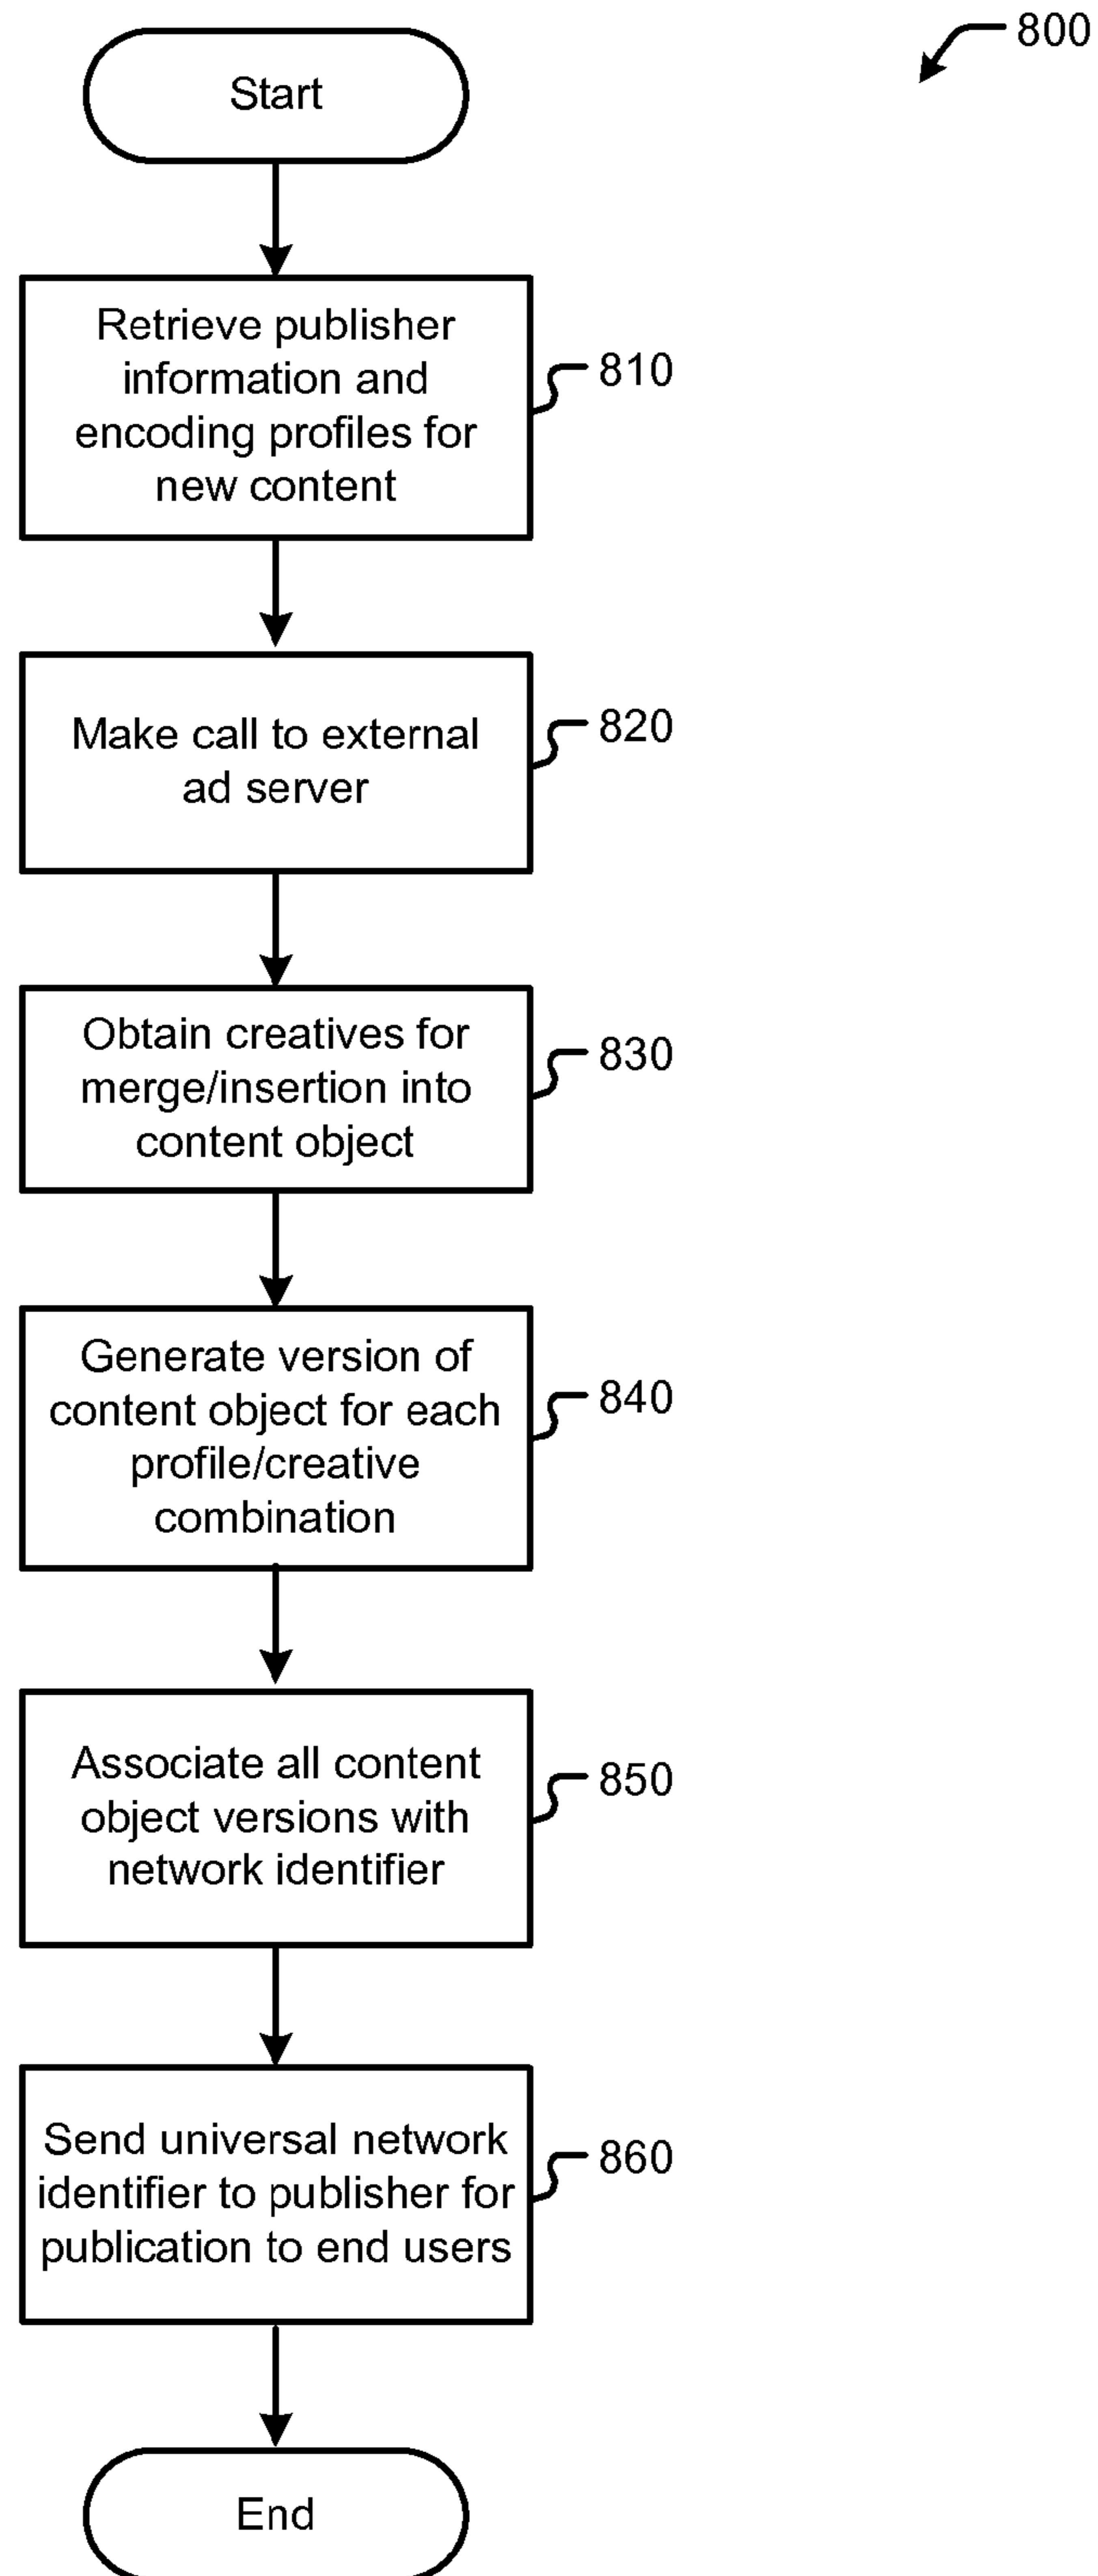 800
Start
Retrieve publisher
information and
encoding profiles for
new content
810
Make call to external
ad server
820
Obtain creatives for
merge/insertion into
content object
830
Generate version of
content object for each
profile/creative
combination
840
Associate all content
object versions with
network identifier
850
Send universal network
identifier to publisher for
publication to end users
860
End